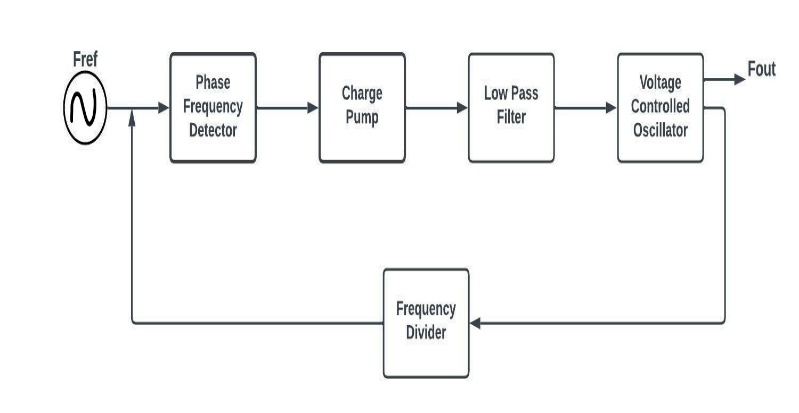 Fref
Phase
Frequency
Detector
Charge
Pump
Low Pass
Filter
Voltage
Controlled
Oscillator
Fout
Frequency
Divider